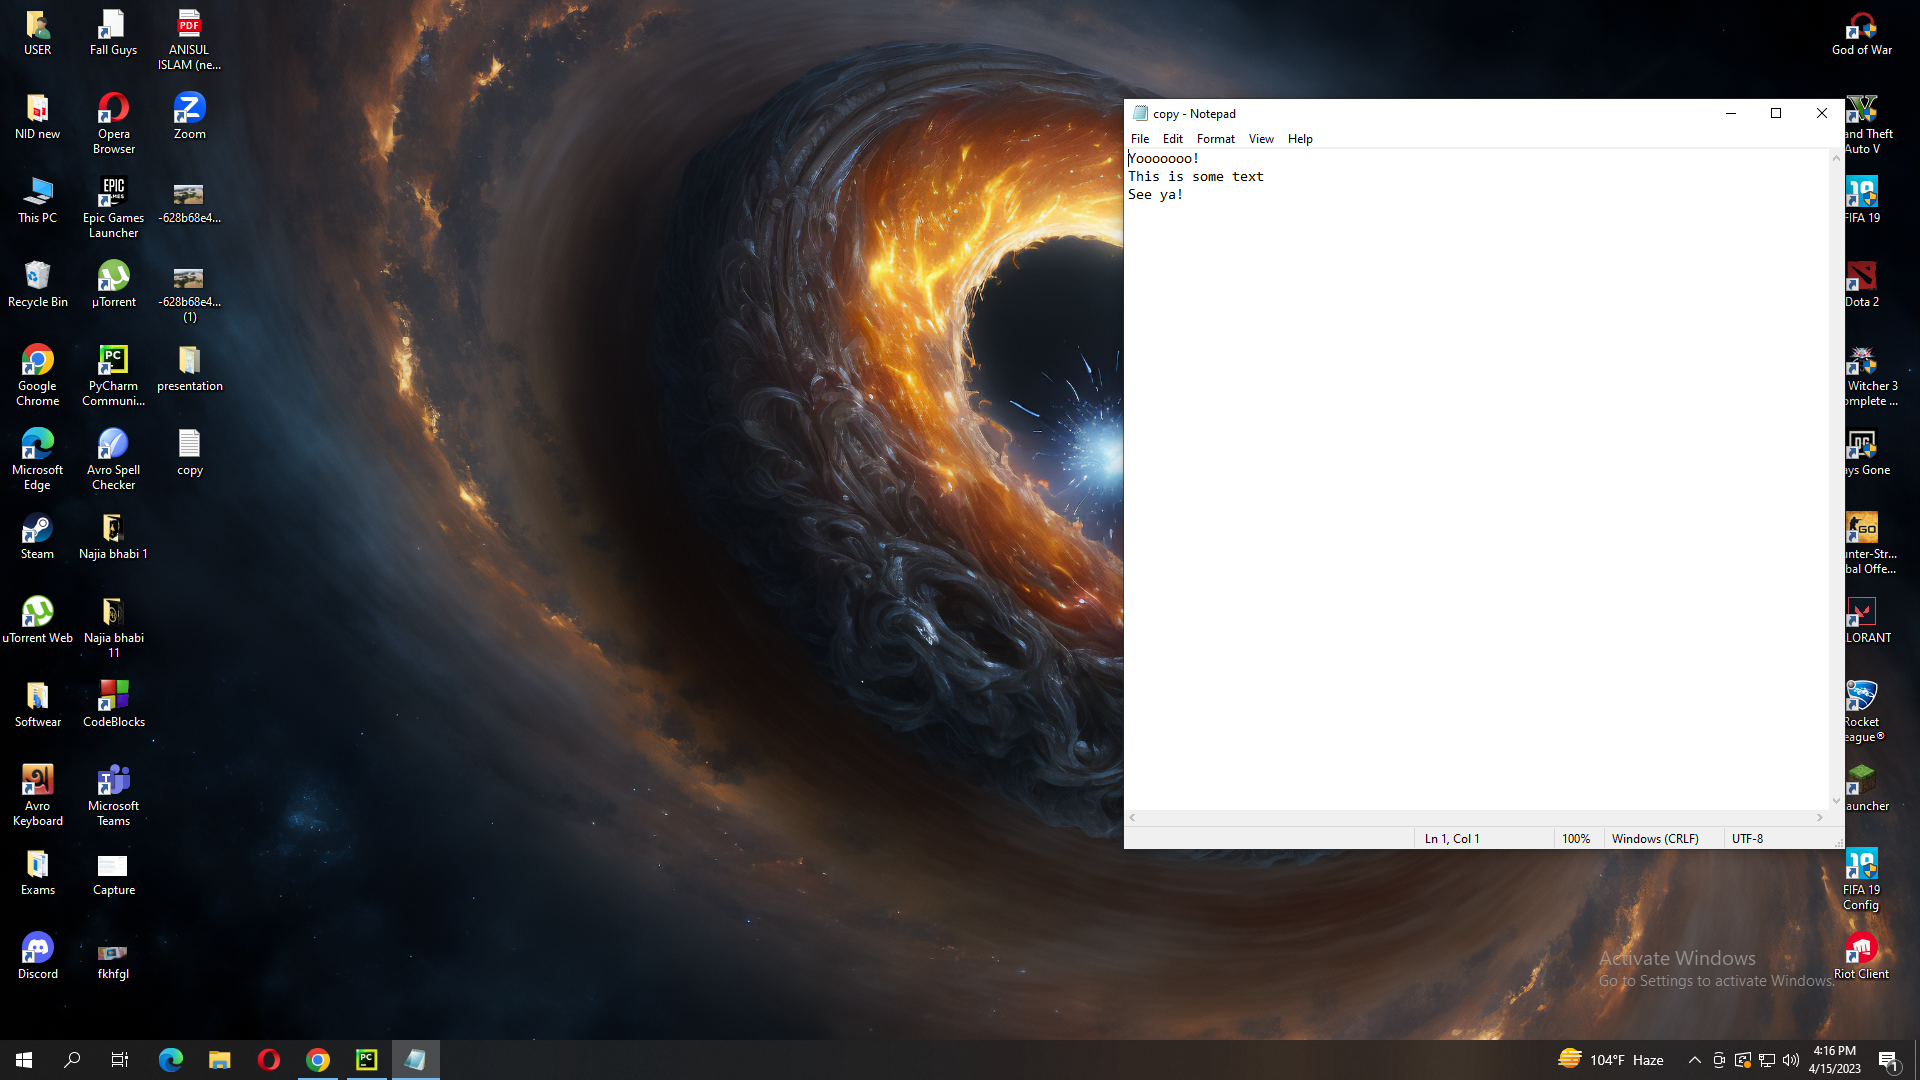 USER
Fall Guys
ANISUL
ISLAM (ne...
NID new
Opera
Browser
Zoom
This PC
Epic Games
Launcher
-628b68e4...
Recycle Bin
µTorrent
-628b68e4...
(1)
Google
Chrome
PyCharm
Communi...
presentation
Microsoft
Edge
Avro Spell
Checker
copy
Steam
Najia bhabi 1
uTorrent Web
Najia bhabi
11
Softwear
CodeBlocks
Avro
Keyboard
Microsoft
Teams
Exams
Capture
Discord
fkhfgl
copy - Notepad
File Edit Format View Help
Yooooooo!
This is some text
See ya!
Ln 1, Col 1 100% Windows (CRLF) UTF-8
God of War
and Theft
Auto V
FIFA 19
Dota 2
Witcher 3
omplete ...
ays Gone
unter-Str...
bal Offe...
LORANT
Rocket
eague®
auncher
FIFA 19
Config
Riot Client
Activate Windows
Go to Settings to activate Windows.
104°F Haze
4:16 PM
4/15/2023
1